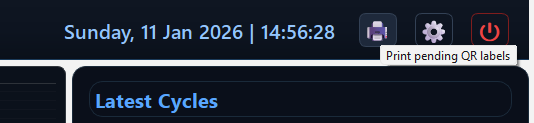 Sunday, 11 Jan 2026 | 14:56:28
Print pending QR labels
Latest Cycles